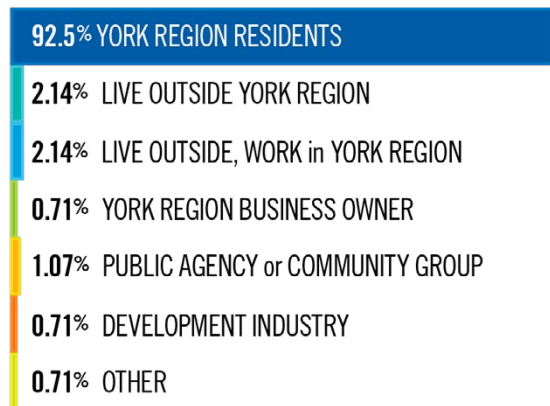 92.5% YORK REGION RESIDENTS
2.14% LIVE OUTSIDE YORK REGION
2.14% LIVE OUTSIDE, WORK in YORK REGION
0.71% YORK REGION BUSINESS OWNER
1.07% PUBLIC AGENCY or COMMUNITY GROUP
0.71% DEVELOPMENT INDUSTRY
0.71% OTHER